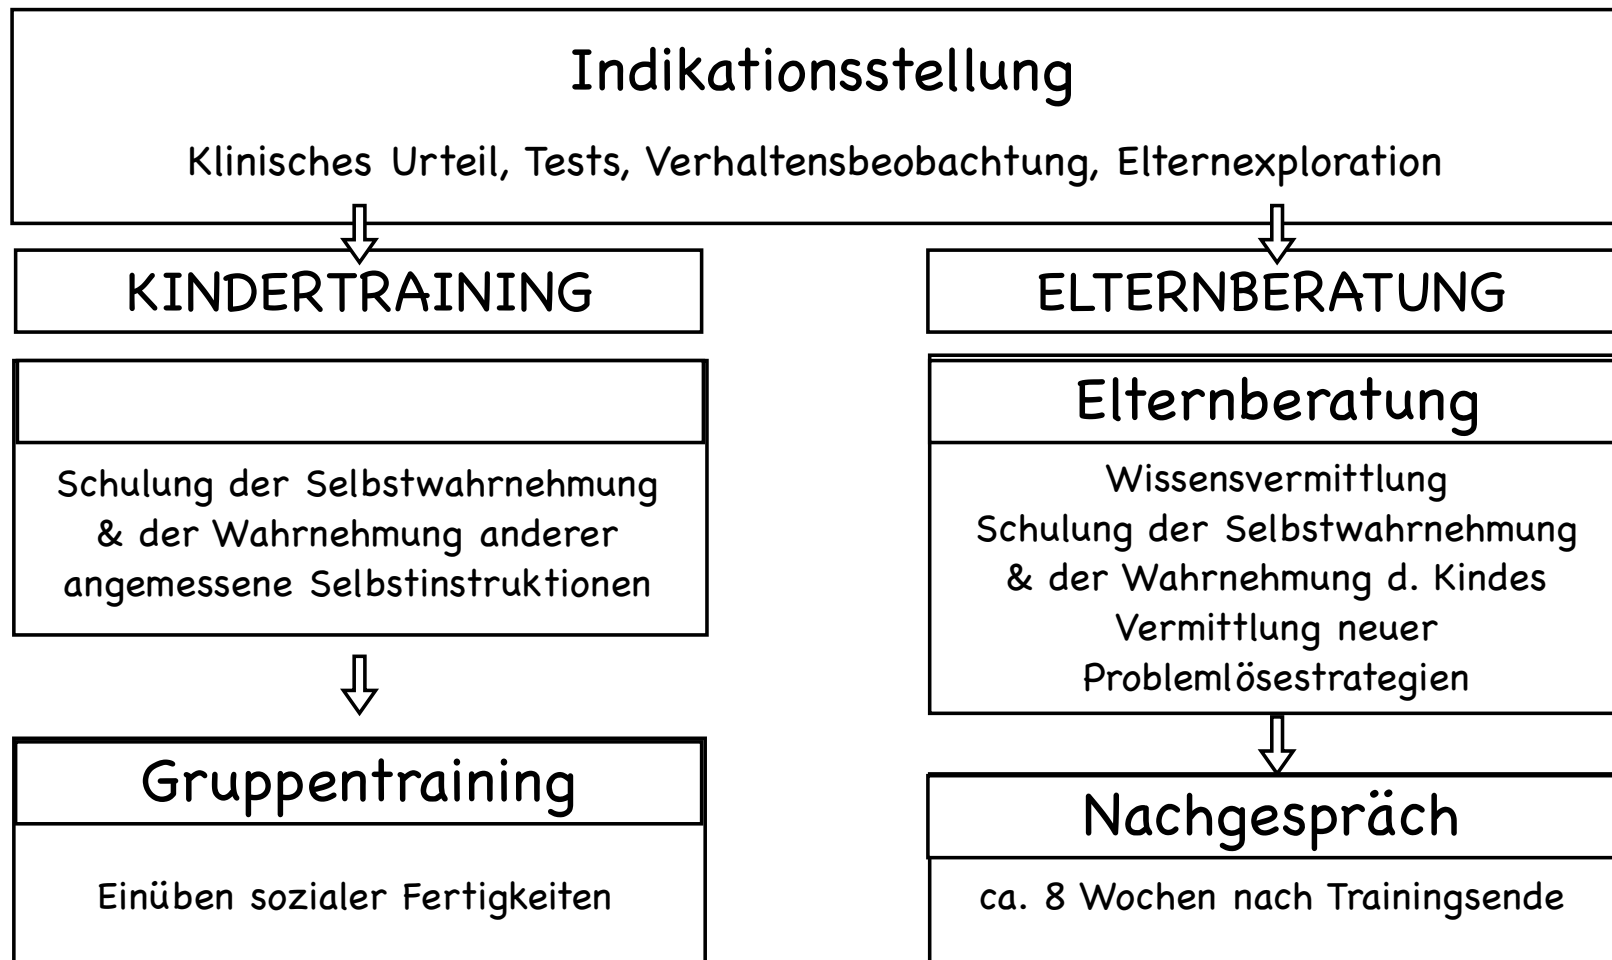 Indikationsstellung
Klinisches Urteil, Tests, Verhaltensbeobachtung, Elternexploration
KINDERTRAINING
Schulung der Selbstwahrnehmung
& der Wahrnehmung anderer
angemessene Selbstinstruktionen
Gruppentraining
Einüben sozialer Fertigkeiten
ELTERNBERATUNG
Elternberatung
Wissensvermittlung
Schulung der Selbstwahrnehmung
& der Wahrnehmung d. Kindes
Vermittlung neuer
Problemlösestrategien
Nachgespräch
ca. 8 Wochen nach Trainingsende